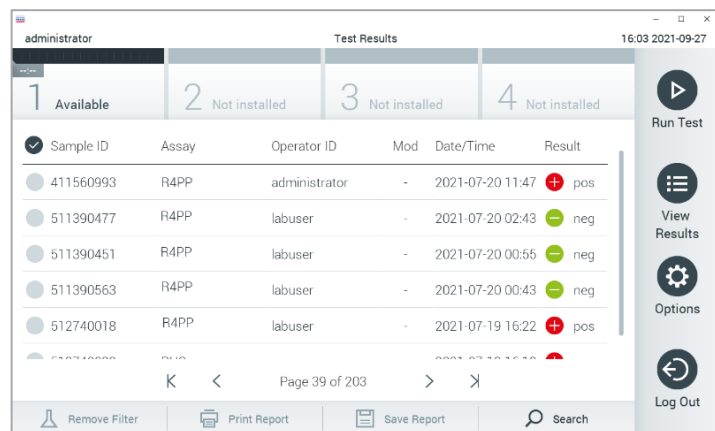 administrator Test Results 16:03 2021-09-27
--:--
1 Available 2 Not installed 3 Not installed 4 Not installed
Run Test
Sample ID Assay Operator ID Mod Date/Time Result
411560993 R4PP administrator - 2021-07-20 11:47 pos
511390477 R4PP labuser - 2021-07-20 02:43 neg
View
Results
511390451 R4PP labuser - 2021-07-20 00:55 neg
511390563 R4PP labuser - 2021-07-20 00:43 neg
Options
512740018 R4PP labuser - 2021-07-19 16:22 pos
Page 39 of 203
Log Out
Remove Filter Print Report Save Report Search